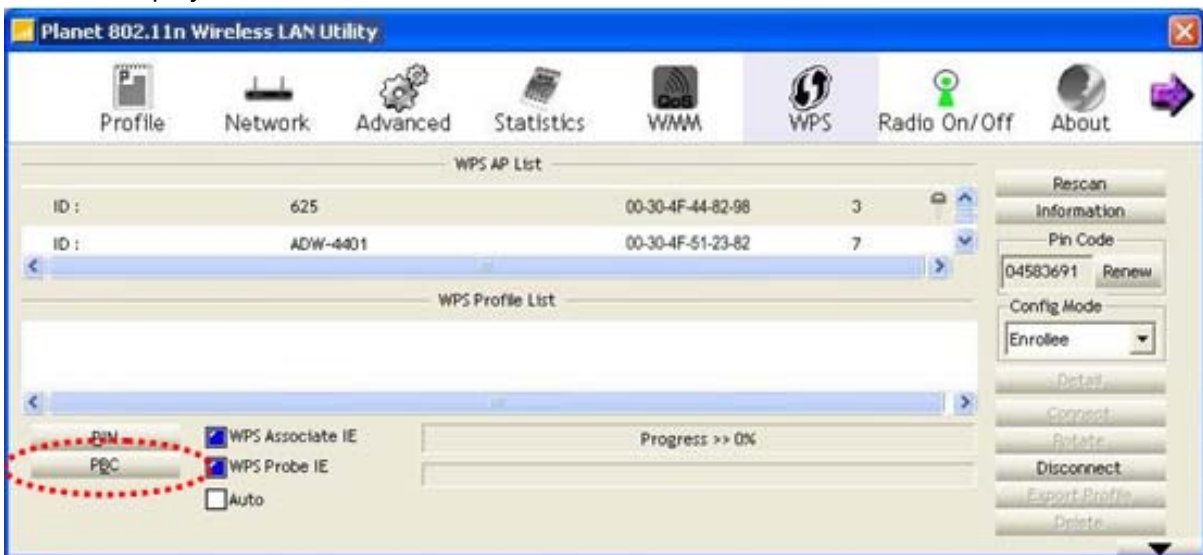 Planet 802.11n Wireless LAN Utility
Profile Network Advanced Statistics QoS WMM WPS Radio On/Off About
WPS AP List
ID : 625 00-30-4F-44-82-98 3
ID : ADW-4401 00-30-4F-51-23-82 7
WPS Profile List
Rescan
Information
Pin Code
04583691 Renew
Config Mode
Enrollee
Detail
Connect
Rotate
Disconnect
Export Profile
Delete
PIN WPS Associate IE Progress >> 0%
PBC WPS Probe IE
Auto